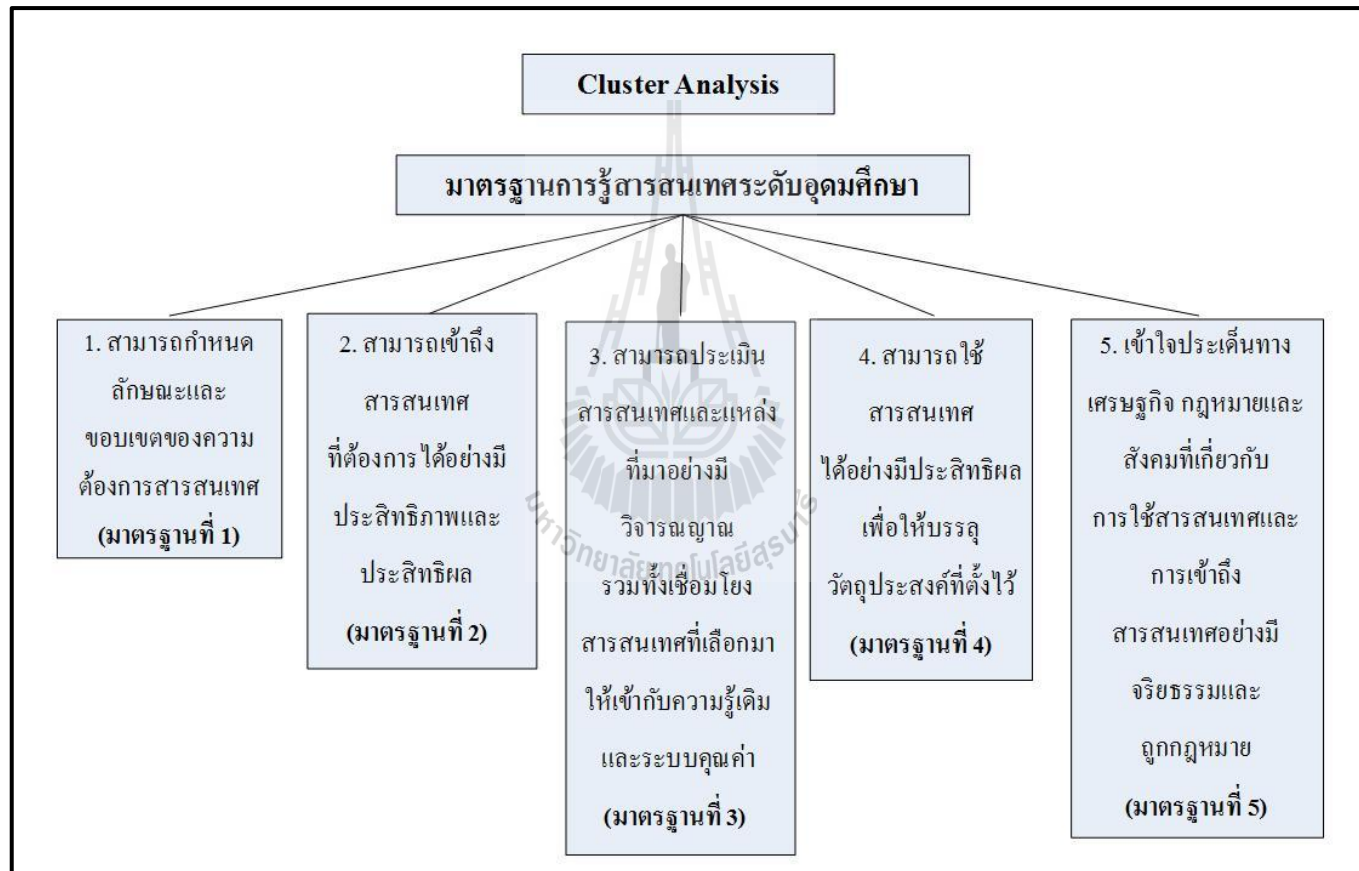 Cluster Analysis
มาตรฐานการรู้สารสนเทศระดับอุดมศึกษา
1. สามารถกำหนด
ลักษณะและ
ขอบเขตของความ
ต้องการสารสนเทศ
(มาตรฐานที่ 1)
2. สามารถเข้าถึง
สารสนเทศ
ที่ต้องการ ได้อย่างมี
ประสิทธิภาพและ
ประสิทธิผล
(มาตรฐานที่ 2)
3. สามารถประเมิน
สารสนเทศและแหล่ง
ที่มาอย่างมี
วิจารณญาณ
รวมทั้งเชื่อมโยง
สารสนเทศที่เลือกมา
ให้เข้ากับความรู้เดิม
และระบบคุณค่า
(มาตรฐานที่ 3)
4. สามารถใช้
สารสนเทศ
ได้อย่างมีประสิทธิผล
เพื่อให้บรรลุ
วัตถุประสงค์ที่ตั้งไว้
(มาตรฐานที่ 4)
5. เข้าใจประเด็นทาง
เศรษฐกิจ กฎหมายและ
สังคมที่เกี่ยวกับ
การใช้สารสนเทศและ
การเข้าถึง
สารสนเทศอย่างมี
จริยธรรมและ
ถูกกฎหมาย
(มาตรฐานที่ 5)
มหาวิทยาลัยเทคโนโลยีสุรนารี